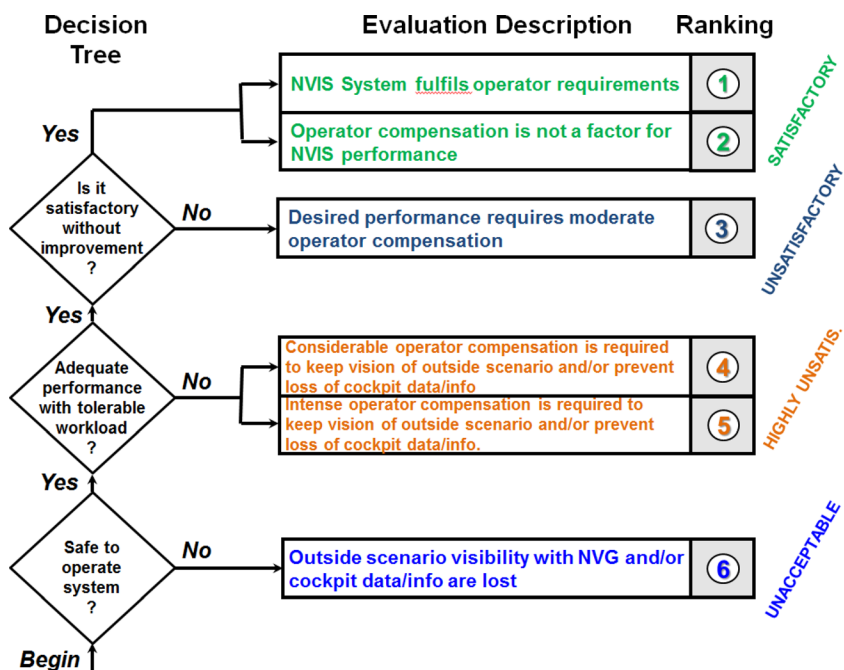 Decision
Tree
Evaluation Description
Ranking
NVIS System fulfils operator requirements
1
Operator compensation is not a factor for
NVIS performance
2
SATISFACTORY
Yes
Is it
satisfactory
without
improvement
?
No
Desired performance requires moderate
operator compensation
3
UNSATISFACTORY
Yes
Adequate
performance
with tolerable
workload
?
No
Considerable operator compensation is required
to keep vision of outside scenario and/or prevent
loss of cockpit data/info
4
Intense operator compensation is required to
keep vision of outside scenario and/or prevent
loss of cockpit data/info.
5
HIGHLY UNSATIS.
Yes
Safe to
operate
system
?
No
Outside scenario visibility with NVG and/or
cockpit data/info are lost
6
UNACCEPTABLE
Begin